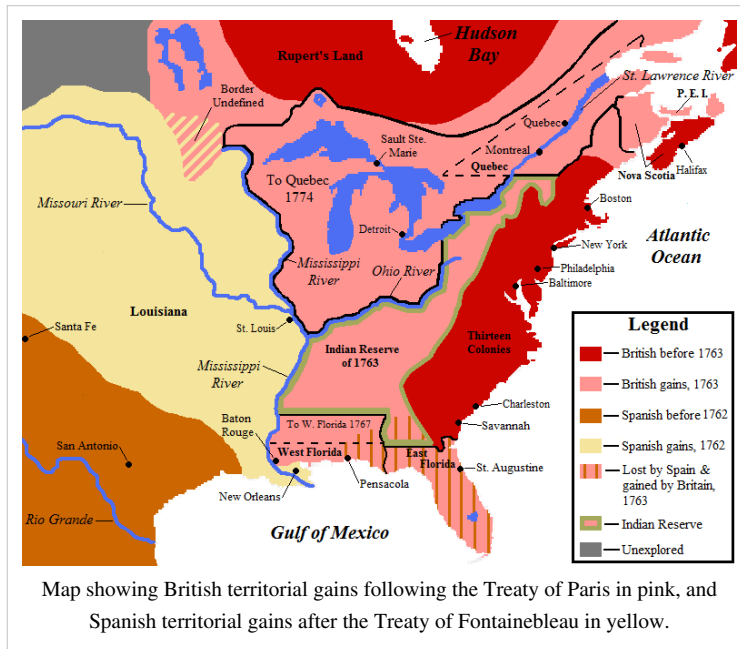 Hudson
Bay
Rupert's Land
St. Lawrence River
P. E. I.
Border
Undefined
Quebec
Sault Ste.
Marie
Montreal
Quebec
Nova Scotia
Halifax
To Quebec
1774
Missouri River
Boston
Detroit
Atlantic
Ocean
New York
Mississippi
River
Ohio River
Philadelphia
Baltimore
Louisiana
St. Louis
Santa Fe
Thirteen
Colonies
Indian Reserve
of 1763
Mississippi
River
Charleston
Savannah
To W. Florida 1767
Baton
Rouge
West Florida
East
Florida
San Antonio
St. Augustine
New Orleans
Pensacola
Rio Grande
Gulf of Mexico
Legend
British before 1763
British gains, 1763
Spanish before 1762
Spanish gains, 1762
Lost by Spain &
gained by Britain,
1763
Indian Reserve
Unexplored
Map showing British territorial gains following the Treaty of Paris in pink, and
Spanish territorial gains after the Treaty of Fontainebleau in yellow.